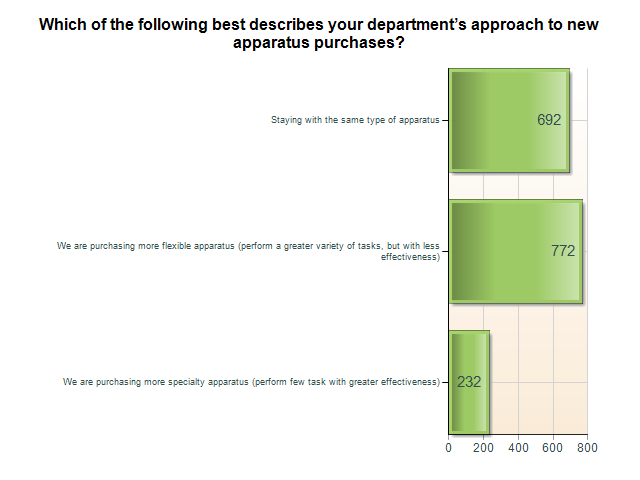 Which of the following best describes your department’s approach to new
apparatus purchases?
Staying with the same type of apparatus
692
We are purchasing more flexible apparatus (perform a greater variety of tasks, but with less
effectiveness)
772
We are purchasing more specialty apparatus (perform few task with greater effectiveness)
232
0 200 400 600 800